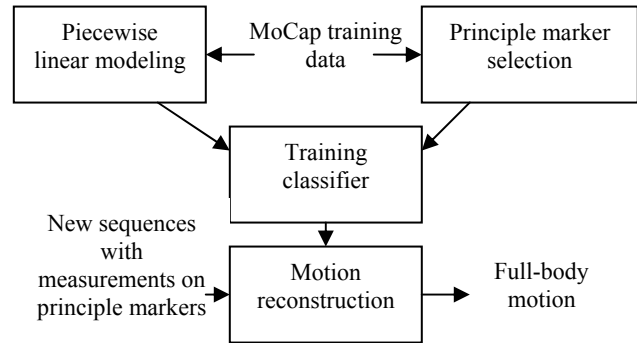 Piecewise
linear modeling
MoCap training
data
Principle marker
selection
Training
classifier
New sequences
with
measurements on
principle markers
Motion
reconstruction
Full-body
motion